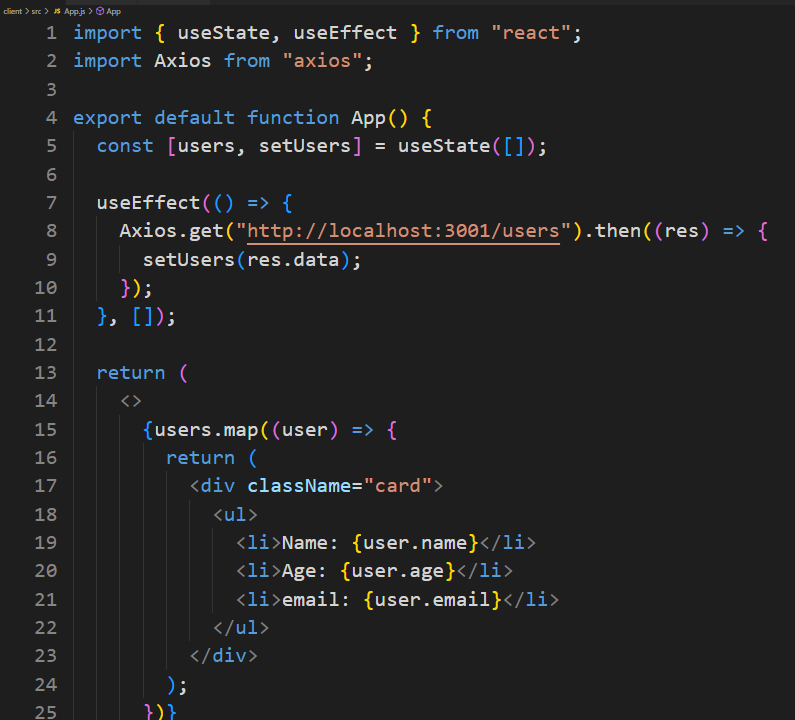 client > src > JS App.js > App
1 import { useState, useEffect } from "react";
2 import Axios from "axios";
3
4 export default function App() {
5   const [users, setUsers] = useState([]);
6
7   useEffect(() => {
8     Axios.get("http://localhost:3001/users").then((res) => {
9       setUsers(res.data);
10     });
11   }, []);
12
13   return (
14     <>
15       {users.map((user) => {
16         return (
17           <div className="card">
18             <ul>
19               <li>Name: {user.name}</li>
20               <li>Age: {user.age}</li>
21               <li>email: {user.email}</li>
22             </ul>
23           </div>
24         );
25       })}